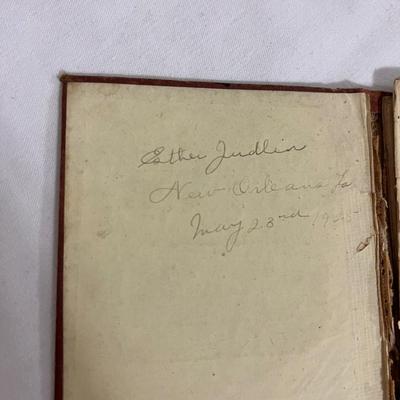 Esther Judlin
New Orleans La
May 23rd